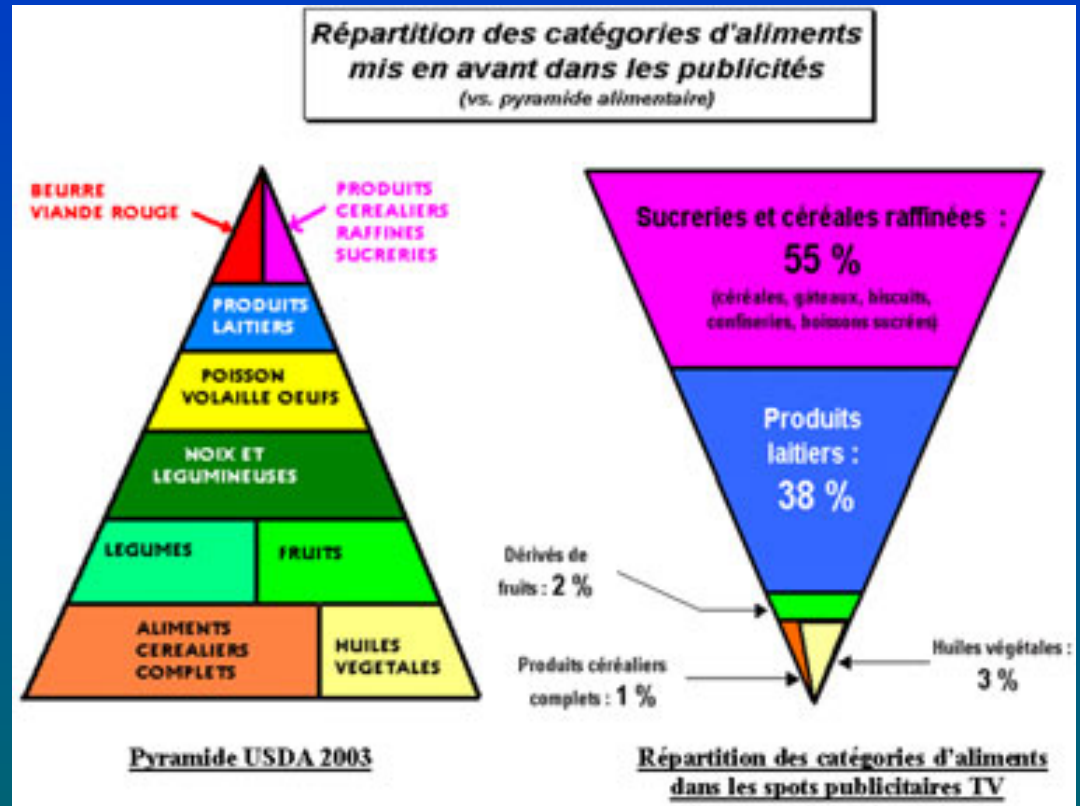 Répartition des catégories d'aliments
mis en avant dans les publicités
(vs. pyramide alimentaire)
BEURRE
VIANDE ROUGE
PRODUITS
CEREALIERS
RAFFINES
SUCRERIES
PRODUITS
LAITIERS
POISSON
VOLAILLE OEUFS
NOIX ET
LEGUMINEUSES
LEGUMES
FRUITS
ALIMENTS
CEREALIERS
COMPLETS
HUILES
VEGETALES
Pyramide USDA 2003
Sucreries et céréales raffinées :
55 %
(céréales, gâteaux, biscuits,
confiseries, boissons sucrées)
Produits
laitiers :
38 %
Dérivés de
fruits : 2 %
Produits céréaliers
complets : 1 %
Huiles végétales :
3 %
Répartition des catégories d'aliments
dans les spots publicitaires TV